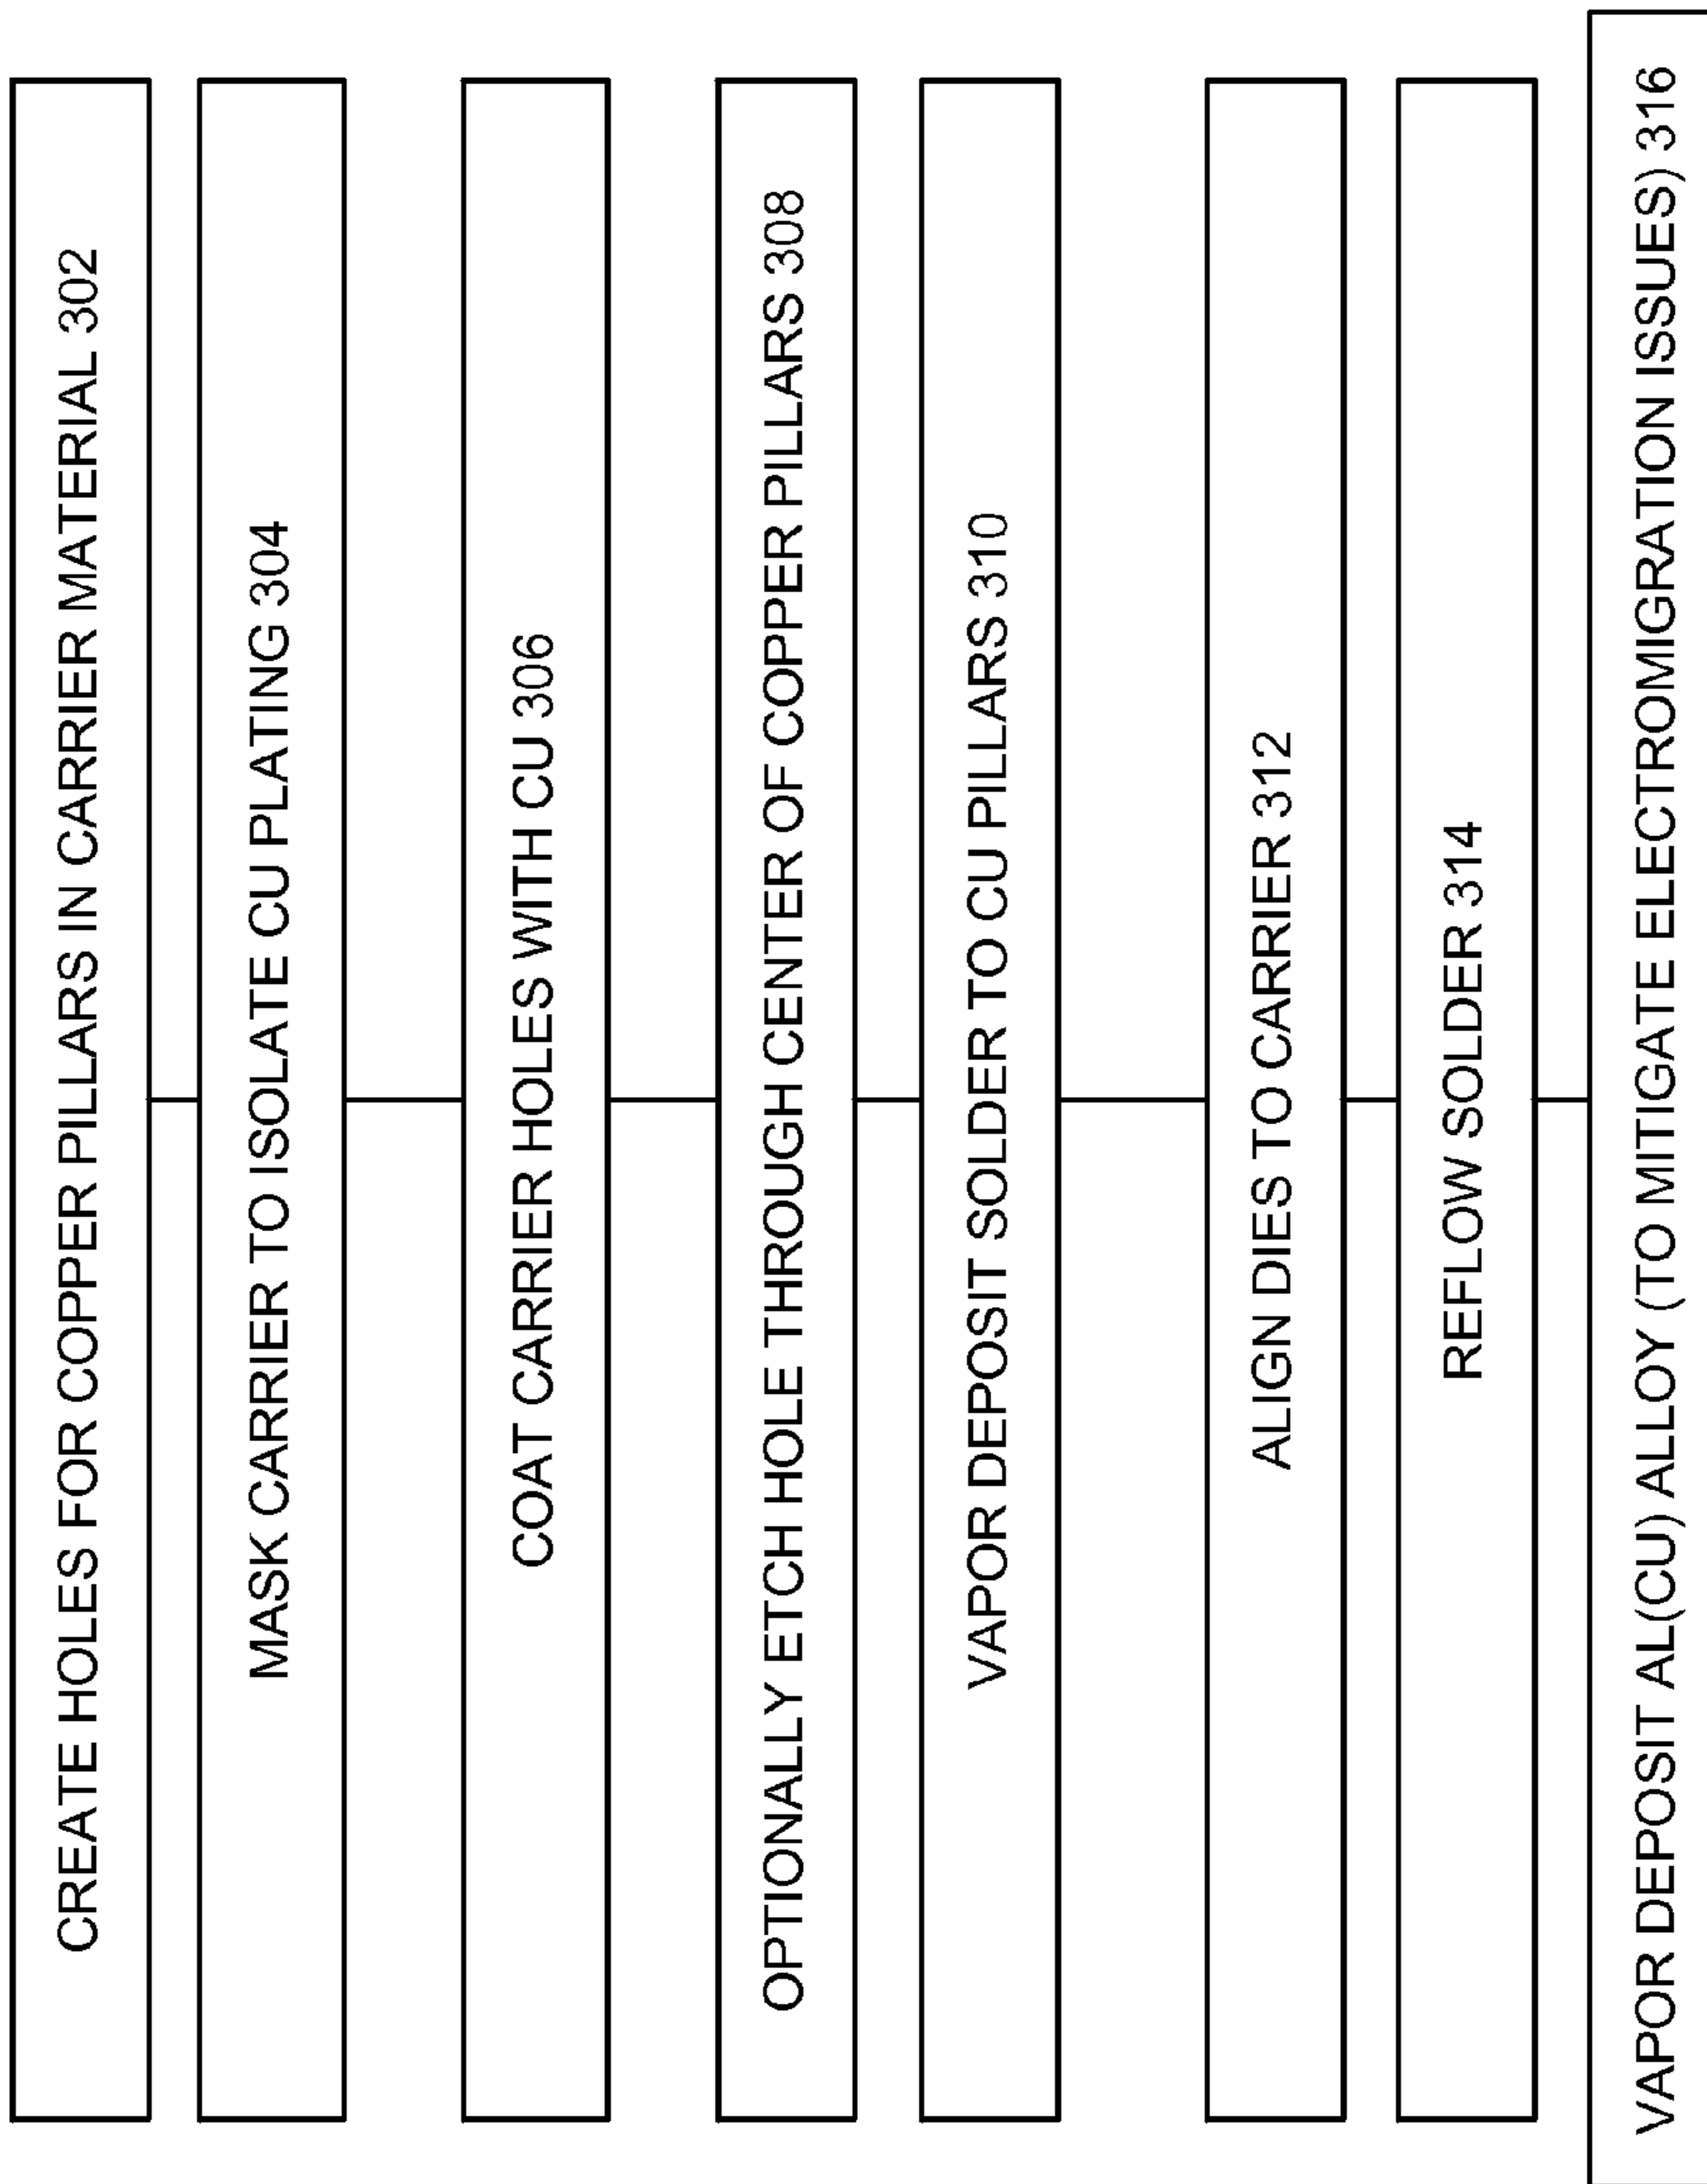 CREATE HOLES FOR COPPER PILLARS IN CARRIER MATERIAL 302
MASK CARRIER TO ISOLATE CU PLATING 304
COAT CARRIER HOLES WITH CU 306
OPTIONALLY ETCH HOLE THROUGH CENTER OF COPPER PILLARS 308
VAPOR DEPOSIT SOLDER TO CU PILLARS 310
ALIGN DIES TO CARRIER 312
REFLOW SOLDER 314
VAPOR DEPOSIT AL(CU) ALLOY (TO MITIGATE ELECTROMIGRATION ISSUES) 316